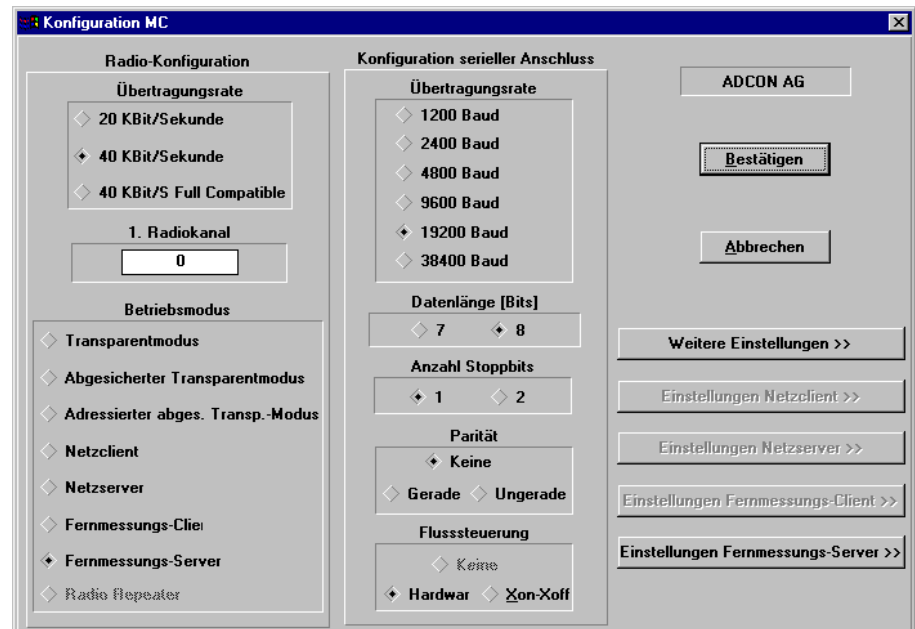 Konfiguration MC
Radio-Konfiguration
Übertragungsrate
20 KBit/Sekunde
40 KBit/Sekunde
40 KBit/S Full Compatible
1. Radiokanal
0
Betriebsmodus
Transparentmodus
Abgesicherter Transparentmodus
Adressierter abges. Transp.-Modus
Netzclient
Netzserver
Fernmessungs-Clie
Fernmessungs-Server
Radio Repeater
Konfiguration serieller Anschluss
Übertragungsrate
1200 Baud
2400 Baud
4800 Baud
9600 Baud
19200 Baud
38400 Baud
Datenlänge [Bits]
7 8
Anzahl Stoppbits
1 2
Parität
Keine
Gerade Ungerade
Flusssteuerung
Keine
Hardwar Xon-Xoff
ADCON AG
Bestätigen
Abbrechen
Weitere Einstellungen >>
Einstellungen Netzclient >>
Einstellungen Netzserver >>
Einstellungen Fernmessungs-Client >>
Einstellungen Fernmessungs-Server >>